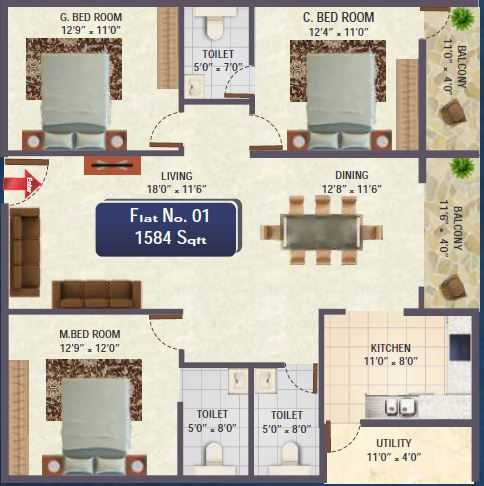 G. BED ROOM
12'9" × 11'0"
TOILET
5'0" × 7'0"
C. BED ROOM
12'4" × 11'0"
BALCONY
11'0" × 4'0"
Enter
LIVING
18'0" × 11'6"
DINING
12'8" × 11'6"
Flat No. 01
1584 Sqft
BALCONY
11'6" × 4'0"
M.BED ROOM
12'9" × 12'0"
KITCHEN
11'0" × 8'0"
TOILET
5'0" × 8'0"
TOILET
5'0" × 8'0"
UTILITY
11'0" × 4'0"